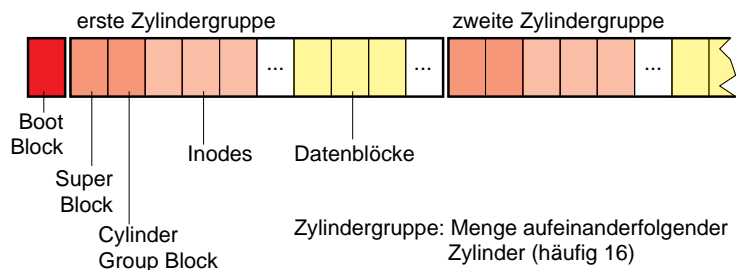 erste Zylindergruppe
zweite Zylindergruppe
...
...
...
Boot
Block
Inodes
Datenblöcke
Super
Block
Cylinder
Group Block
Zylindergruppe: Menge aufeinanderfolgender
Zylinder (häufig 16)